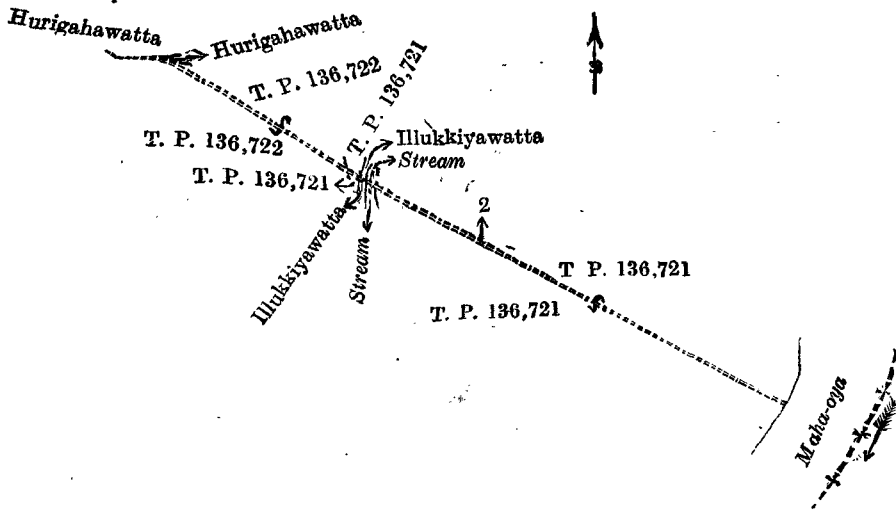 Hurigahawatta
Hurigahawatta
T. P. 136,722
T. P. 136,721
T. P. 136,722
Illukkiyawatta
Stream
T. P. 136,721
Illukkiyawatta
Stream
2
T P. 136,721
T. P. 136,721
Maha-oya